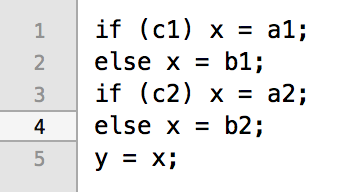 1 if (c1) x = a1;
2 else x = b1;
3 if (c2) x = a2;
4 else x = b2;
5 y = x;